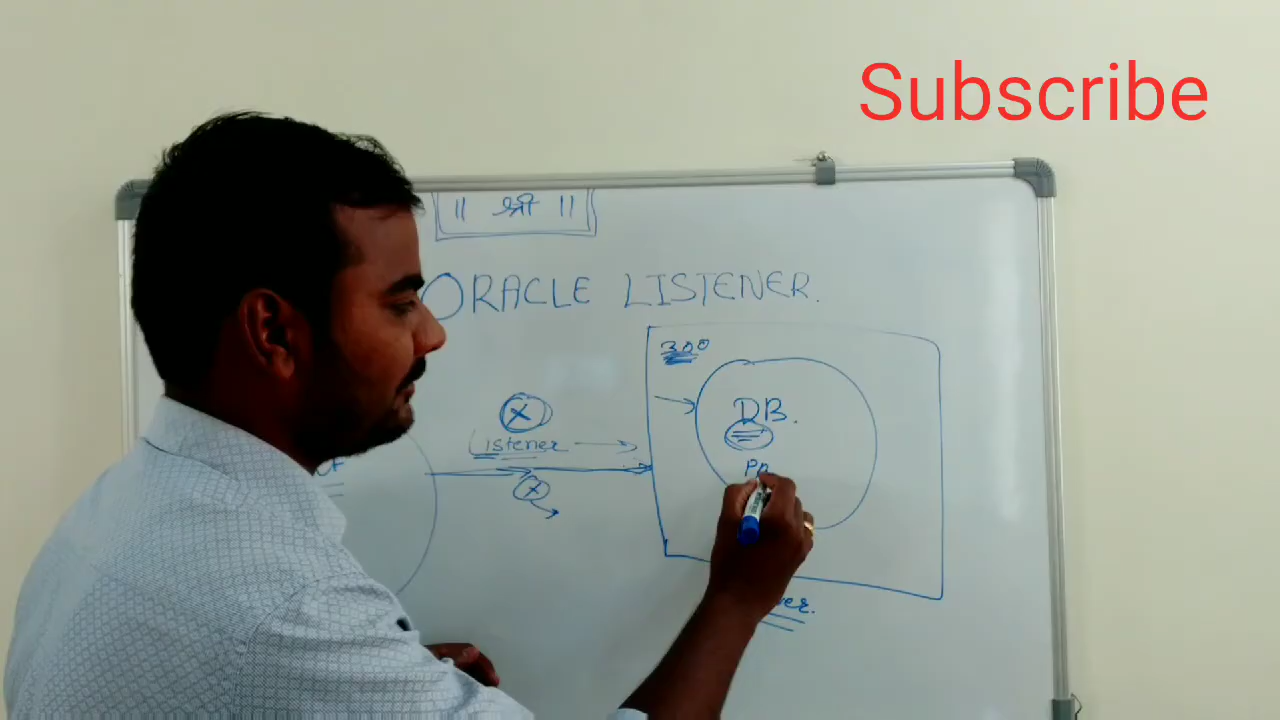 Subscribe
|| श्री ||
ORACLE LISTENER.
300
DB.
Listener